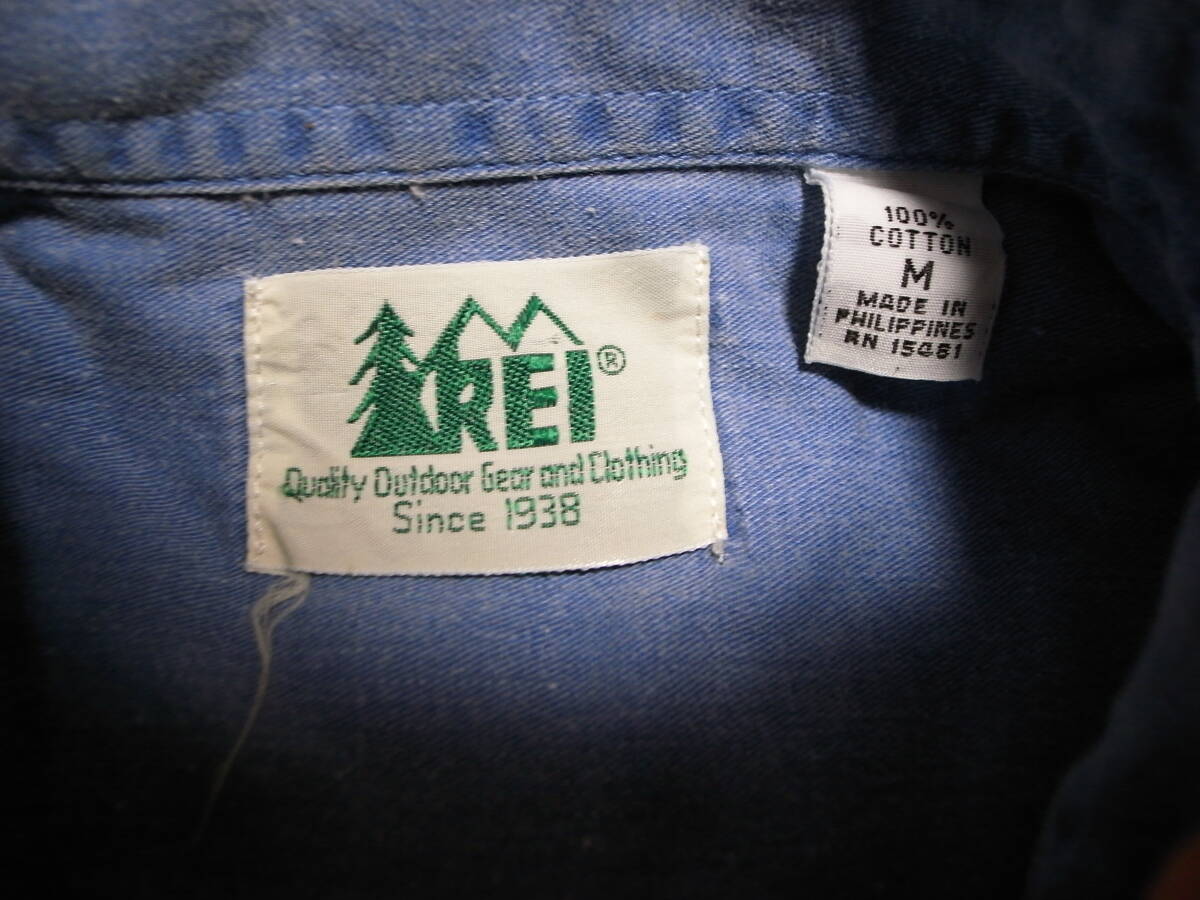 REI®
Quality Outdoor Gear and Clothing
Since 1938
100%
COTTON
M
MADE IN
PHILIPPINES
RN 15481